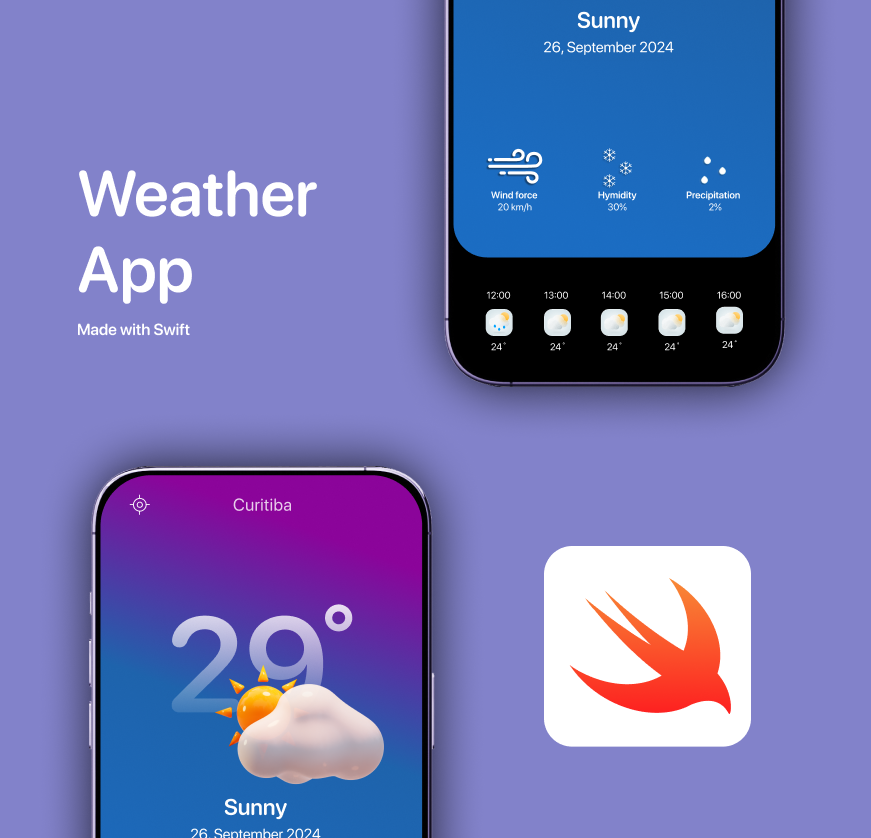 Sunny
26, September 2024
Wind force
20 km/h
Hymidity
30%
Precipitation
2%
Weather
App
Made with Swift
12:00 13:00 14:00 15:00 16:00
24° 24° 24° 24° 24°
Curitiba
29°
Sunny
26, September 2024